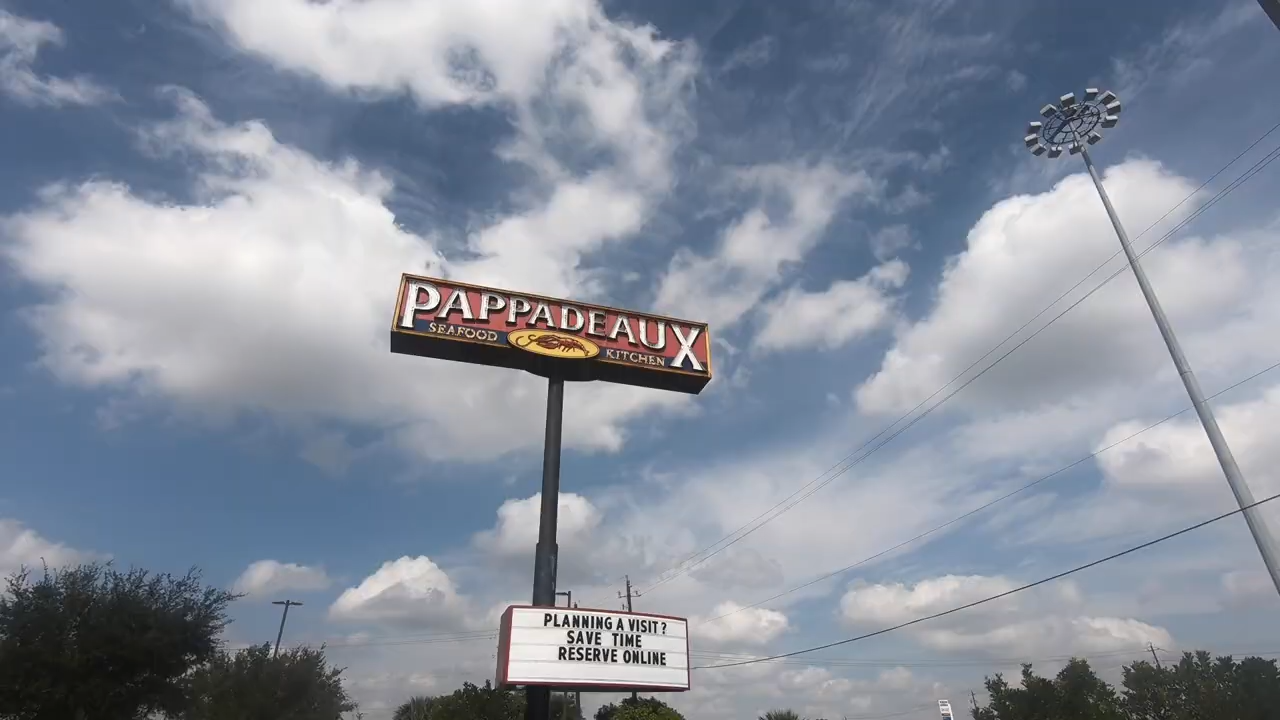 PAPPADEAUX
SEAFOOD KITCHEN
PLANNING A VISIT?
SAVE TIME
RESERVE ONLINE